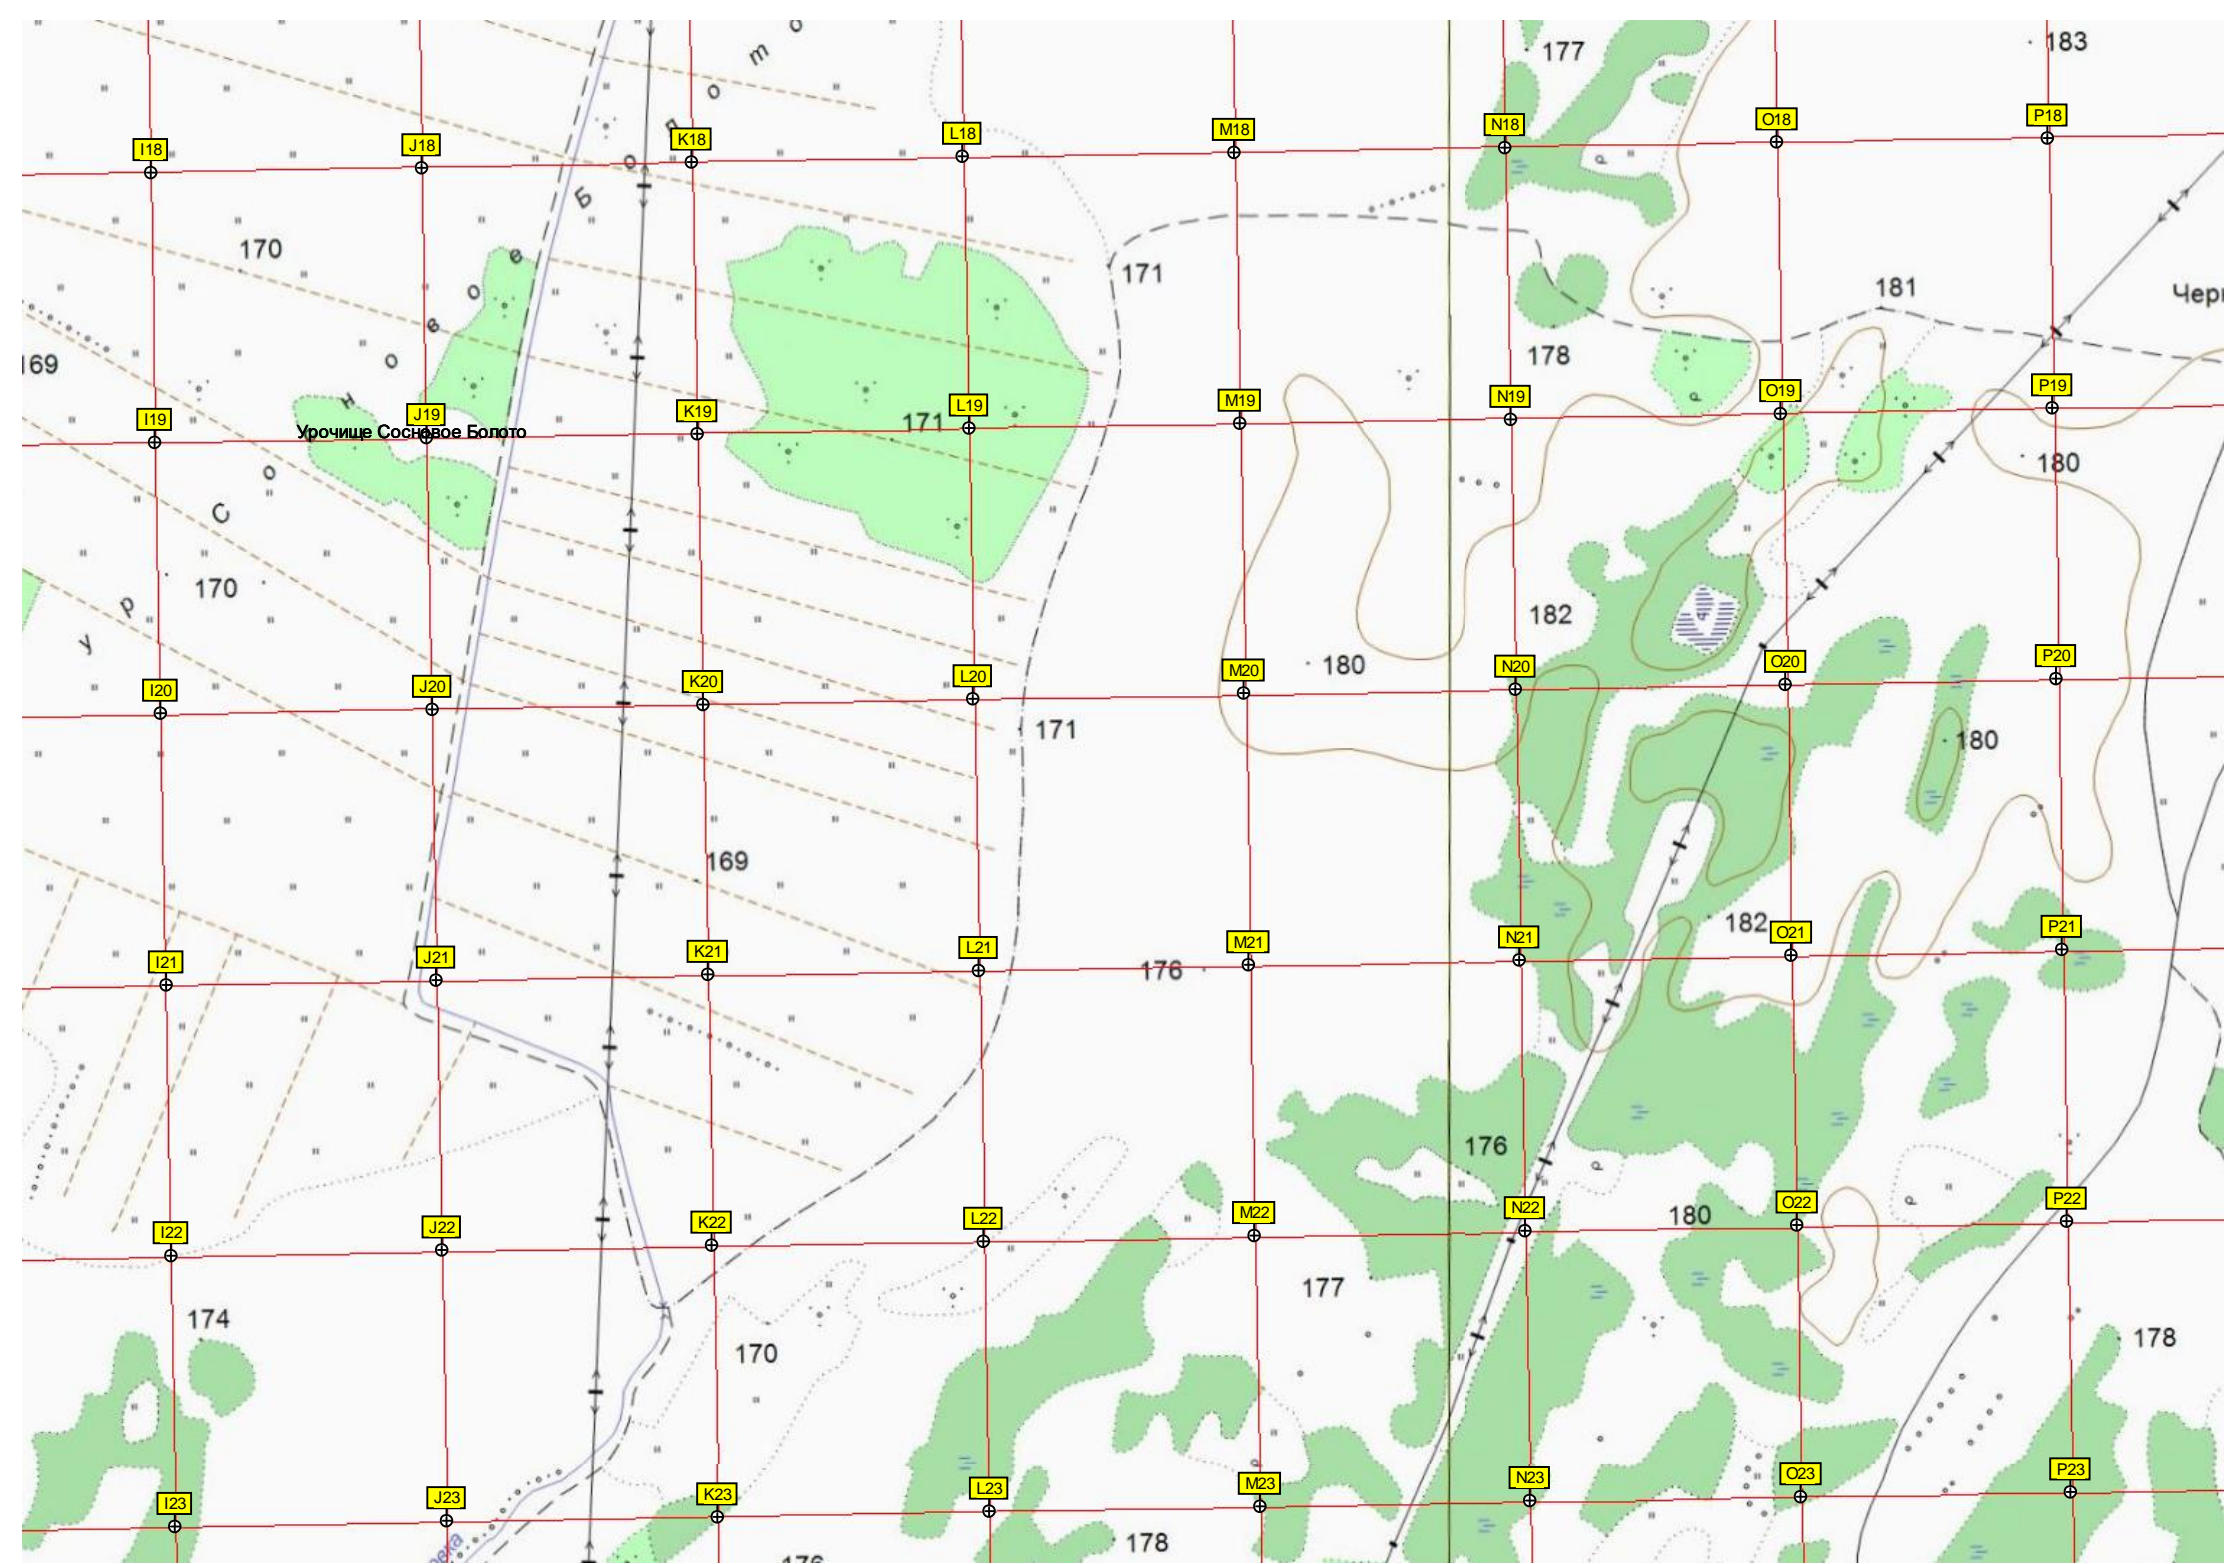 177
183
I18
J18
K18
L18
M18
N18
O18
P18
170
171
181
Черн
169
178
ур. Сосновое Болото
I19
J19
K19
L19
M19
N19
O19
P19
Урочище Сосновое Болото
171
180
170
182
180
I20
J20
K20
L20
M20
N20
O20
P20
171
180
169
182
I21
J21
K21
L21
M21
N21
O21
P21
176
176
180
I22
J22
K22
L22
M22
N22
O22
P22
174
177
170
178
I23
J23
K23
L23
M23
N23
O23
P23
178
176